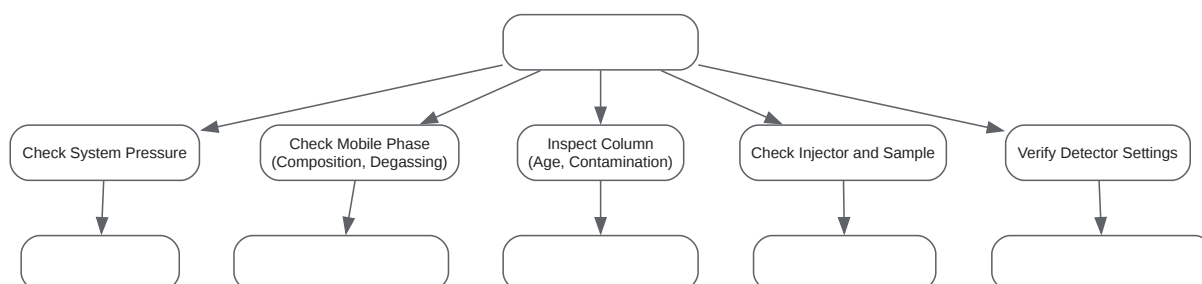 Check System Pressure
Check Mobile Phase
(Composition, Degassing)
Inspect Column
(Age, Contamination)
Check Injector and Sample
Verify Detector Settings